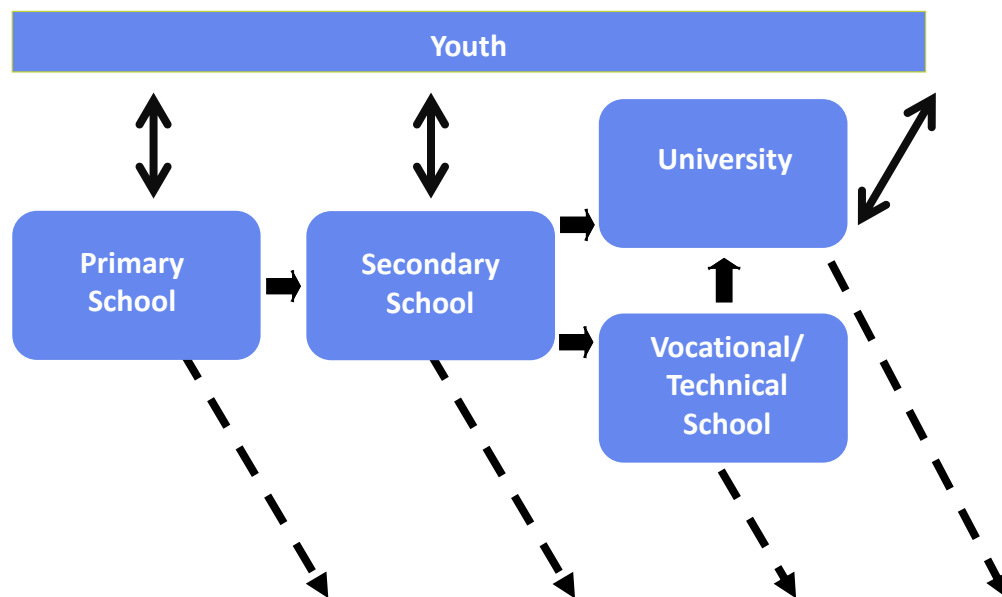 Youth
University
Primary
School
Secondary
School
Vocational/
Technical
School